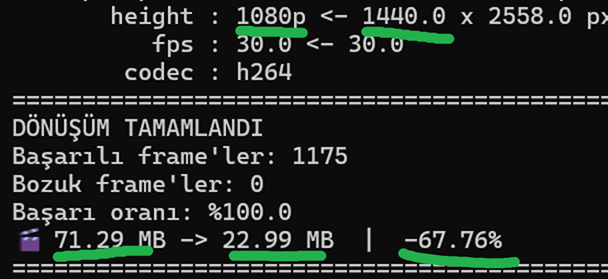 height : 1080p <- 1440.0 x 2558.0 px
fps : 30.0 <- 30.0
codec : h264
================================================
DÖNÜŞÜM TAMAMLANDI
Başarılı frame'ler: 1175
Bozuk frame'ler: 0
Başarı oranı: %100.0
🎬 71.29 MB -> 22.99 MB | -67.76%
================================================